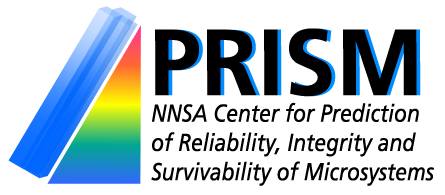 PRISM
NNSA Center for Prediction
of Reliability, Integrity and
Survivability of Microsystems